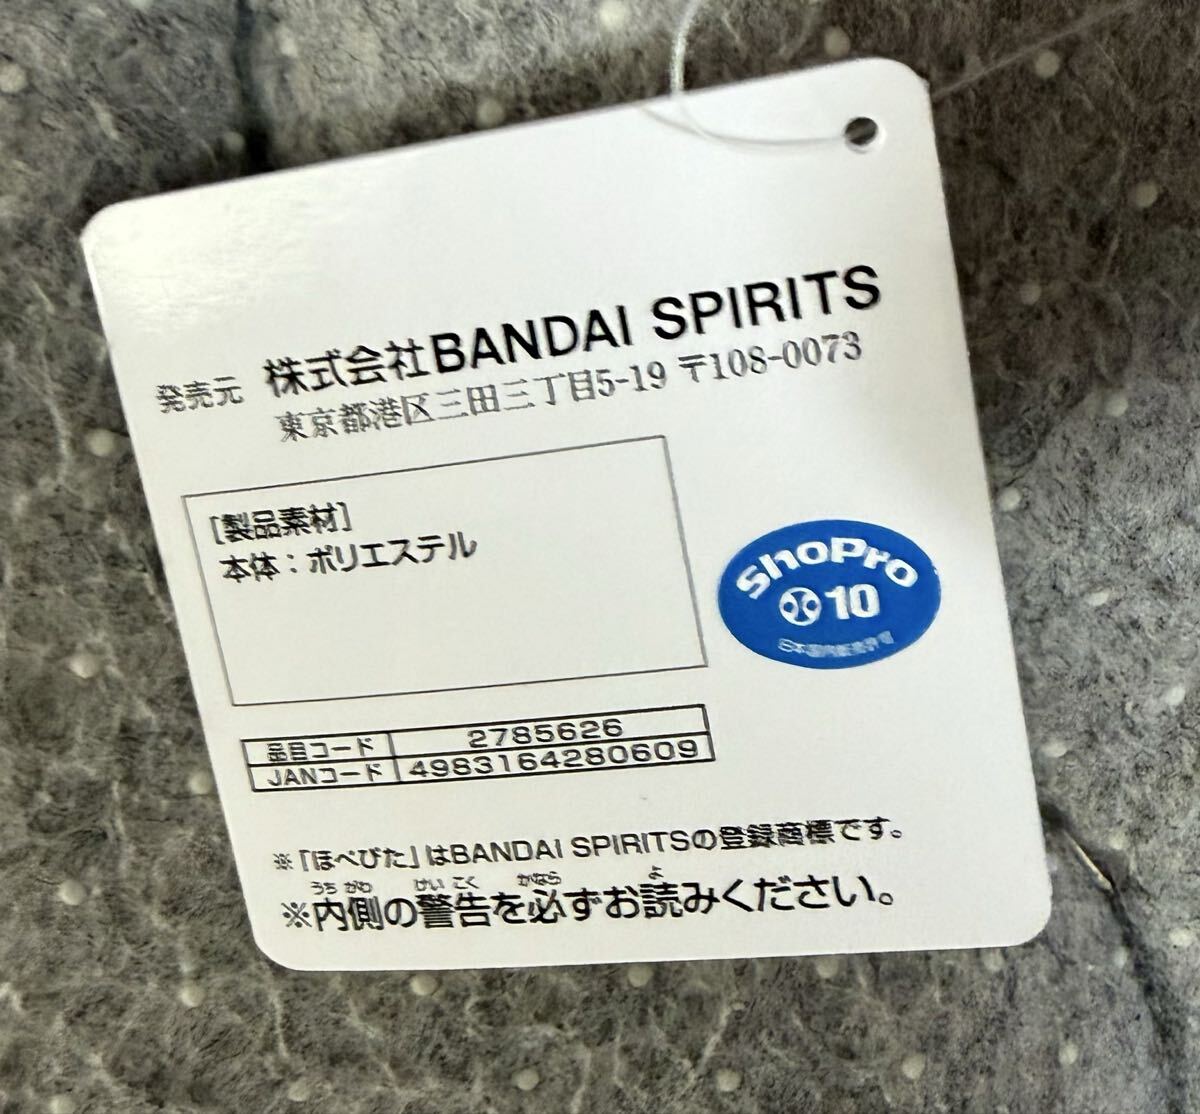 発売元 株式会社BANDAI SPIRITS
東京都港区三田三丁目5-19 〒108-0073
[製品素材]
本体：ポリエステル
ShoPro
10
日本国内販売許可
品目コード 2785626
JANコード 4983164280609
※「ほぺびた」はBANDAI SPIRITSの登録商標です。
うち がわ けい こく かなら よ
※内側の警告を必ずお読みください。